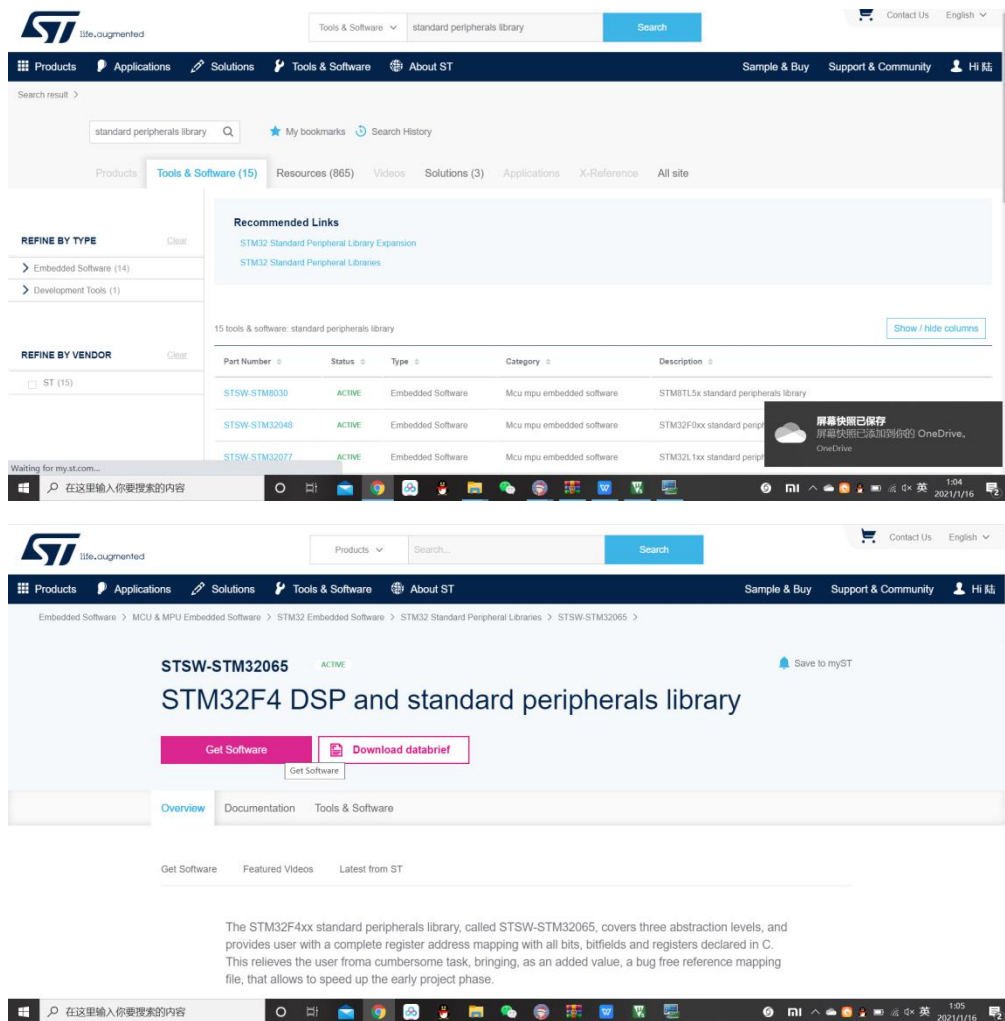 life.augmented
Tools & Software standard peripherals library Search
Contact Us English
Products Applications Solutions Tools & Software About ST Sample & Buy Support & Community Hi 陆
Search result >
standard peripherals library My bookmarks Search History
Products Tools & Software (15) Resources (865) Videos Solutions (3) Applications X-Reference All site
Recommended Links
STM32 Standard Peripheral Library Expansion
STM32 Standard Peripheral Libraries
REFINE BY TYPE Clear
Embedded Software (14)
Development Tools (1)
15 tools & software: standard peripherals library Show / hide columns
REFINE BY VENDOR Clear
ST (15)
Part Number Status Type Category Description
STSW-STM8030 ACTIVE Embedded Software Mcu mpu embedded software STM8TL5x standard peripherals library
STSW-STM32048 ACTIVE Embedded Software Mcu mpu embedded software STM32F0xx standard periph
STSW-STM32077 ACTIVE Embedded Software Mcu mpu embedded software STM32L1xx standard periph
屏幕快照已保存
屏幕快照已添加到你的 OneDrive。
OneDrive
Waiting for my.st.com...
在这里输入你要搜索的内容 英 1:04
2021/1/16
life.augmented
Products Search... Search
Contact Us English
Products Applications Solutions Tools & Software About ST Sample & Buy Support & Community Hi 陆
Embedded Software > MCU & MPU Embedded Software > STM32 Embedded Software > STM32 Standard Peripheral Libraries > STSW-STM32065 >
STSW-STM32065 ACTIVE Save to myST
STM32F4 DSP and standard peripherals library
Get Software Download databrief
Get Software
Overview Documentation Tools & Software
Get Software Featured Videos Latest from ST
The STM32F4xx standard peripherals library, called STSW-STM32065, covers three abstraction levels, and
provides user with a complete register address mapping with all bits, bitfields and registers declared in C.
This relieves the user froma cumbersome task, bringing, as an added value, a bug free reference mapping
file, that allows to speed up the early project phase.
在这里输入你要搜索的内容 英 1:05
2021/1/16